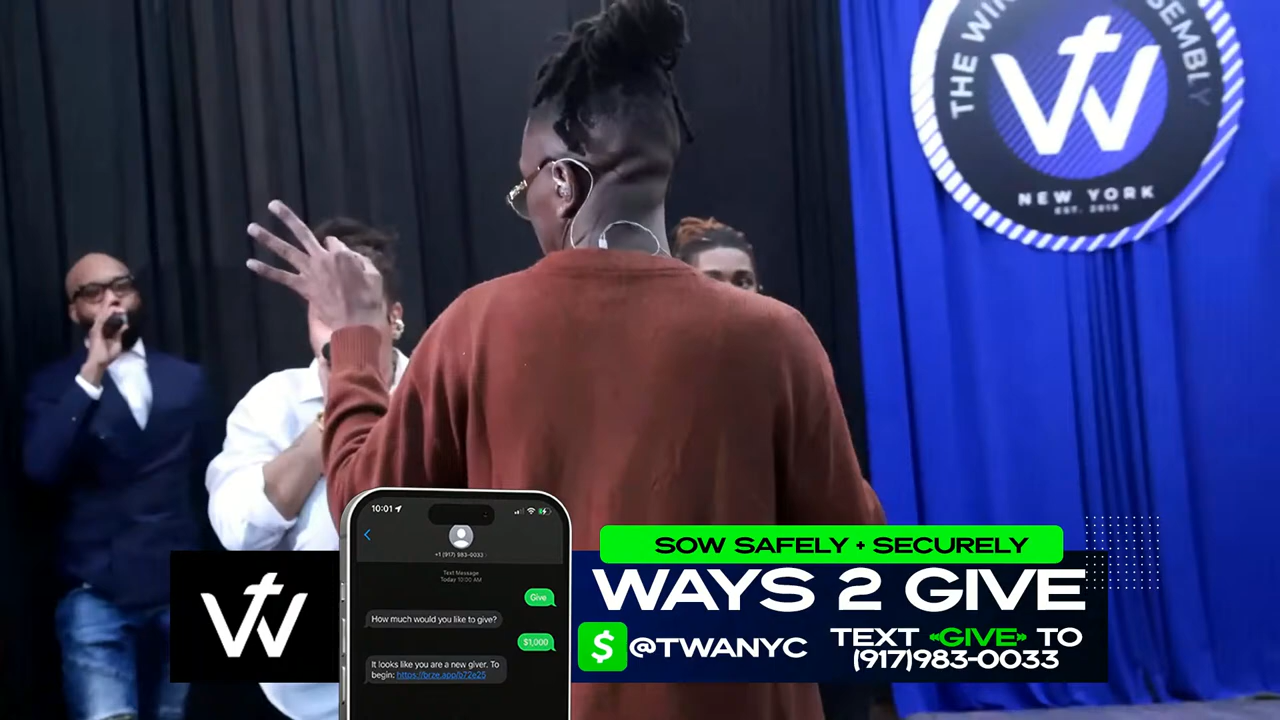 THE WIN
SEMBLY
W
NEW YORK
EST. 2015
10:01
+1 (917) 983-0033
Text Message
Today 10:00 AM
Give
How much would you like to give?
$1,000
It looks like you are a new giver. To
begin: https://brze.app/b72e25
W
SOW SAFELY + SECURELY
WAYS 2 GIVE
$ @TWANYC
TEXT «GIVE» TO
(917)983-0033